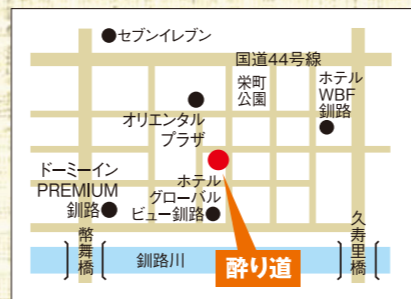 セブンイレブン
国道44号線
栄町
公園
ホテル
WBF
釧路
オリエンタル
プラザ
ドーミーイン
PREMIUM
釧路
ホテル
グローバル
ビュー釧路
酔り道
幣舞橋
釧路川
久寿里橋